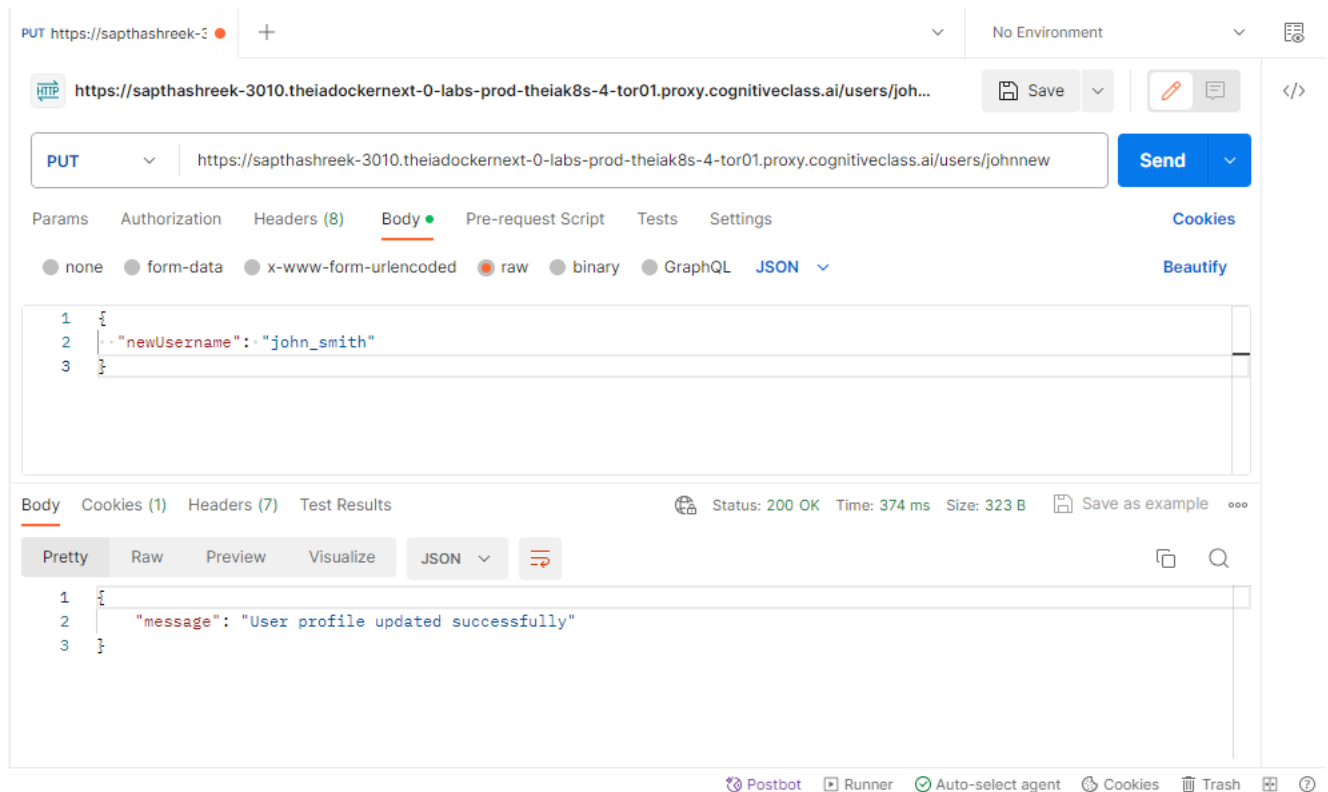 PUT https://sapthashreek-3
No Environment
HTTP https://sapthashreek-3010.theiadockernext-0-labs-prod-theiak8s-4-tor01.proxy.cognitiveclass.ai/users/joh... Save </>
PUT https://sapthashreek-3010.theiadockernext-0-labs-prod-theiak8s-4-tor01.proxy.cognitiveclass.ai/users/johnnew Send
Params Authorization Headers (8) Body Pre-request Script Tests Settings Cookies
none form-data x-www-form-urlencoded raw binary GraphQL JSON Beautify
1 {
2 "newUsername": "john_smith"
3 }
Body Cookies (1) Headers (7) Test Results Status: 200 OK Time: 374 ms Size: 323 B Save as example
Pretty Raw Preview Visualize JSON
1 {
2 "message": "User profile updated successfully"
3 }
Postbot Runner Auto-select agent Cookies Trash